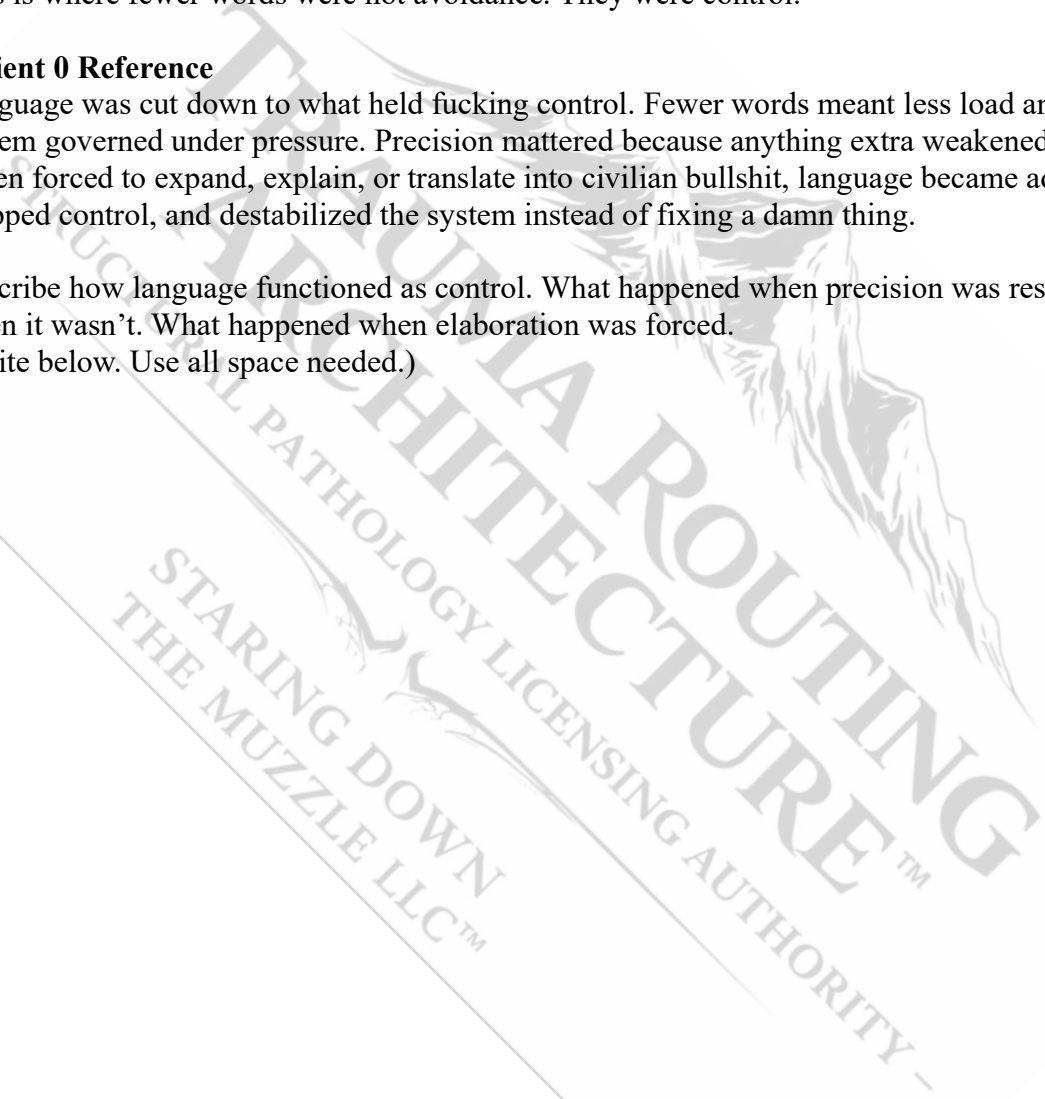 s is where fewer words were not avoidance. They were control.
ient 0 Reference
guage was cut down to what held fucking control. Fewer words meant less load an
em governed under pressure. Precision mattered because anything extra weakened
en forced to expand, explain, or translate into civilian bullshit, language became ad
pped control, and destabilized the system instead of fixing a damn thing.
cribe how language functioned as control. What happened when precision was res
en it wasn’t. What happened when elaboration was forced.
ite below. Use all space needed.)
TRAUMA ROUTING
ARCHITECTURE™
STRUCTURAL PATHOLOGY LICENSING AUTHORITY –
STARING DOWN
THE MUZZLE LLC™